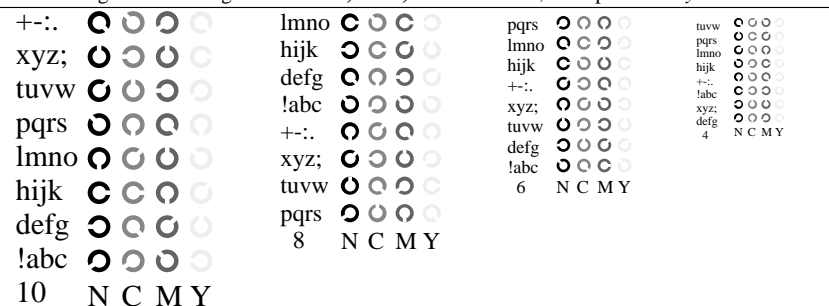 +-:.
xyz;
tuvw
pqrs
lmno
hijk
defg
!abc
10 N C M Y
lmno
hijk
defg
!abc
+-:.
xyz;
tuvw
pqrs
8 N C M Y
pqrs
lmno
hijk
+-:.
xyz;
tuvw
defg
!abc
6 N C M Y
tuvw
pqrs
lmno
hijk
+-:.
!abc
xyz;
defg
4 N C M Y